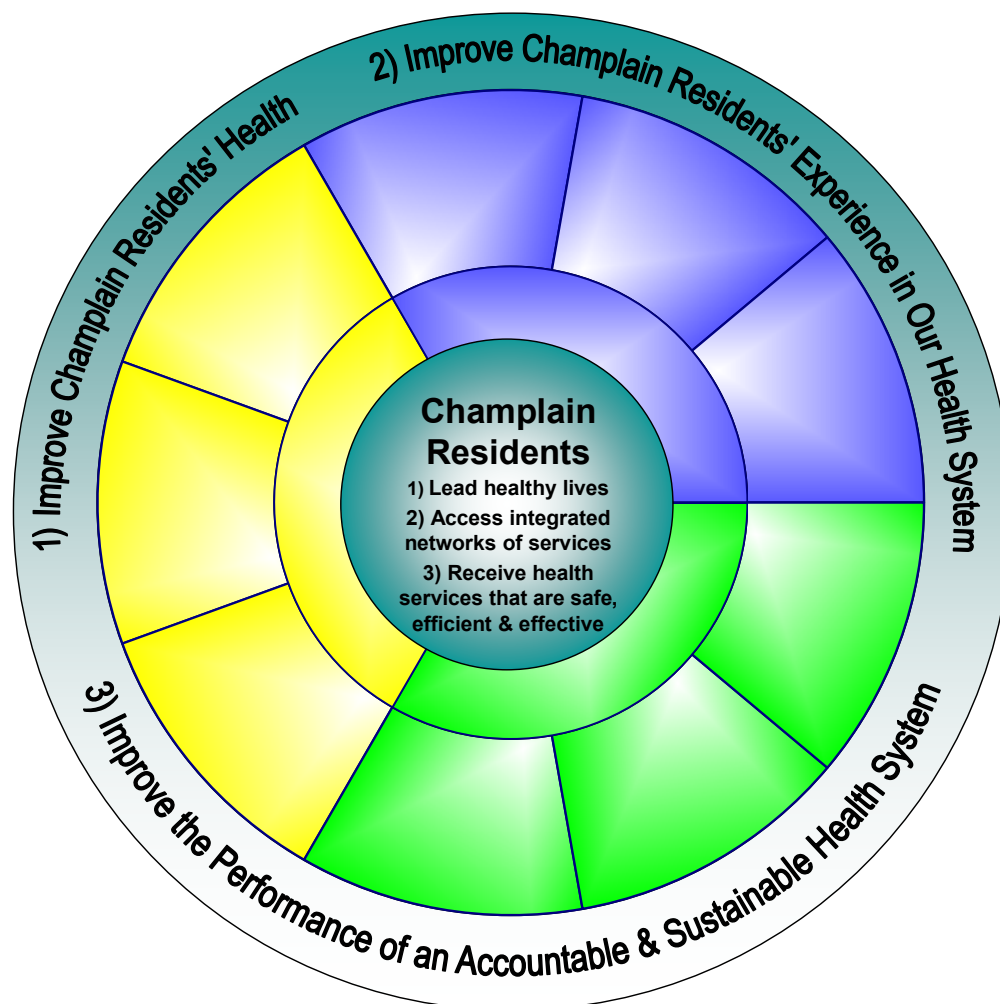 1) Improve Champlain Residents' Health
2) Improve Champlain Residents' Experience in Our Health System
3) Improve the Performance of an Accountable & Sustainable Health System
Champlain
Residents
1) Lead healthy lives
2) Access integrated
networks of services
3) Receive health
services that are safe,
efficient & effective